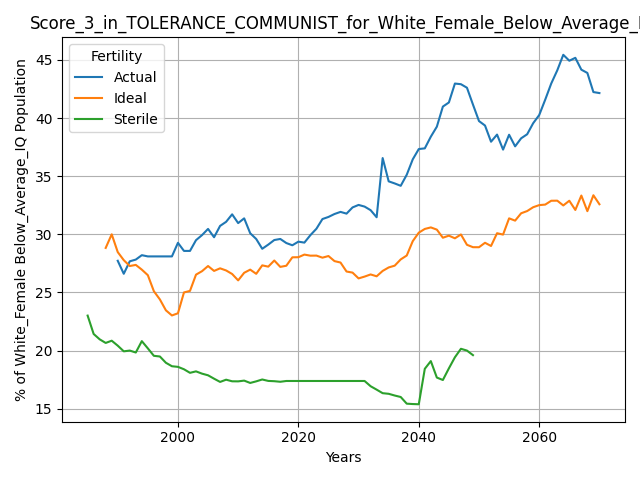 Score_3_in_TOLERANCE_COMMUNIST_for_White_Female_Below_Average_
Fertility
Actual
Ideal
Sterile
% of White_Female Below_Average_IQ Population
45
40
35
30
25
20
15
2000
2020
2040
2060
Years